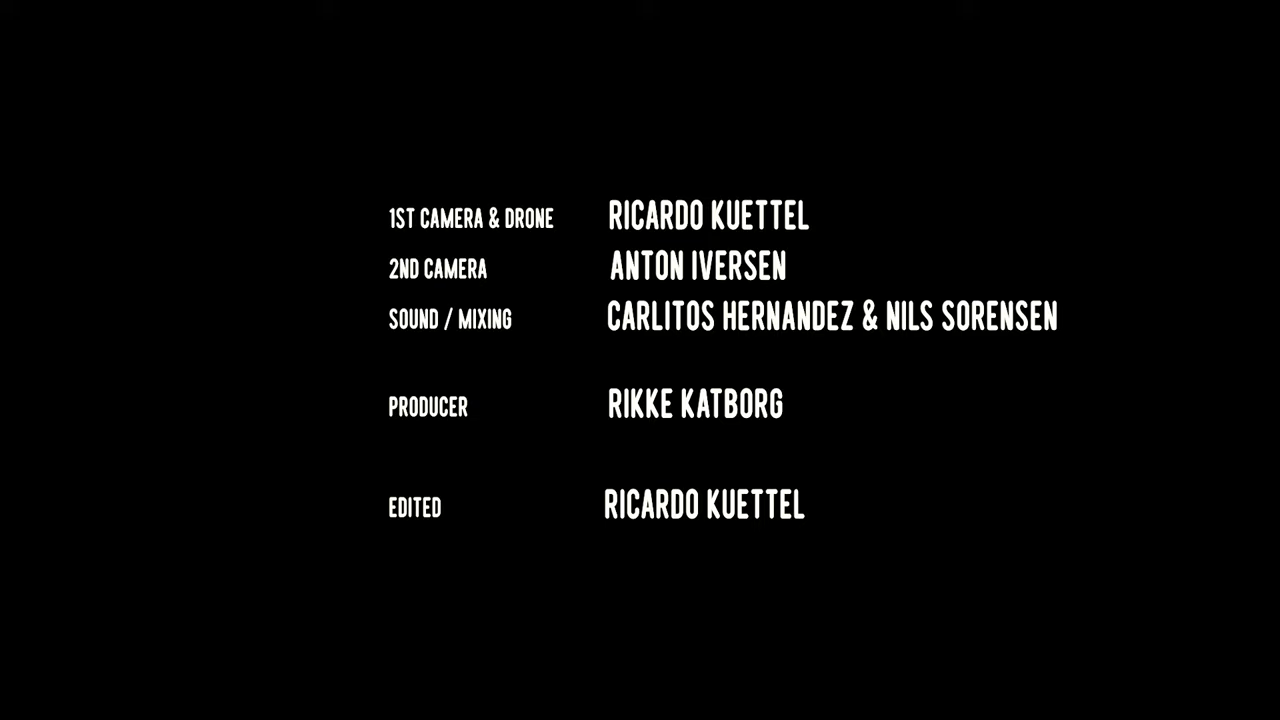 1ST CAMERA & DRONE RICARDO KUETTEL
2ND CAMERA ANTON IVERSEN
SOUND / MIXING CARLITOS HERNANDEZ & NILS SORENSEN
PRODUCER RIKKE KATBORG
EDITED RICARDO KUETTEL